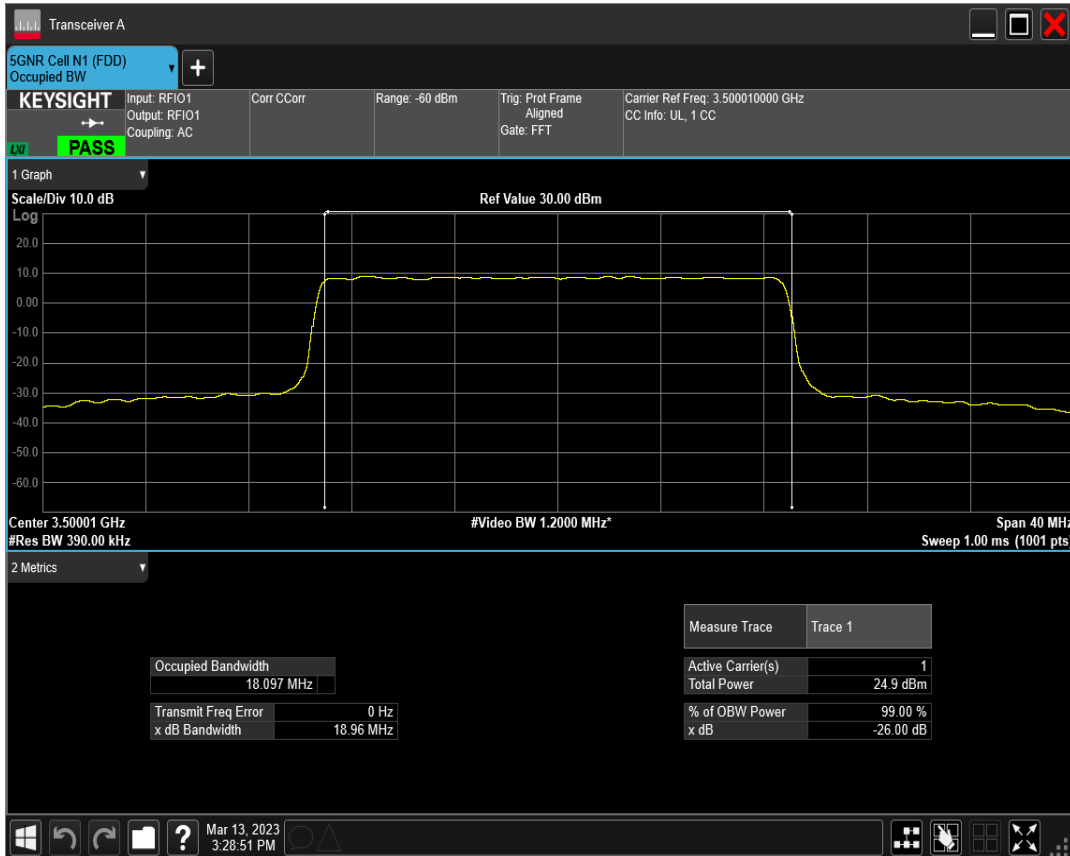 Transceiver A
5GNR Cell N1 (FDD)
Occupied BW
+
KEYSIGHT
LXI
PASS
Input: RFIO1
Output: RFIO1
Coupling: AC
Corr CCorr
Range: -60 dBm
Trig: Prot Frame
Aligned
Gate: FFT
Carrier Ref Freq: 3.500010000 GHz
CC Info: UL, 1 CC
1 Graph
Scale/Div 10.0 dB
Ref Value 30.00 dBm
Log
20.0
10.0
0.00
-10.0
-20.0
-30.0
-40.0
-50.0
-60.0
Center 3.50001 GHz
#Video BW 1.2000 MHz*
Span 40 MHz
#Res BW 390.00 kHz
Sweep 1.00 ms (1001 pts)
2 Metrics
Measure Trace Trace 1
Occupied Bandwidth
18.097 MHz
Active Carrier(s) 1
Total Power 24.9 dBm
Transmit Freq Error 0 Hz
x dB Bandwidth 18.96 MHz
% of OBW Power 99.00 %
x dB -26.00 dB
?
Mar 13, 2023
3:28:51 PM